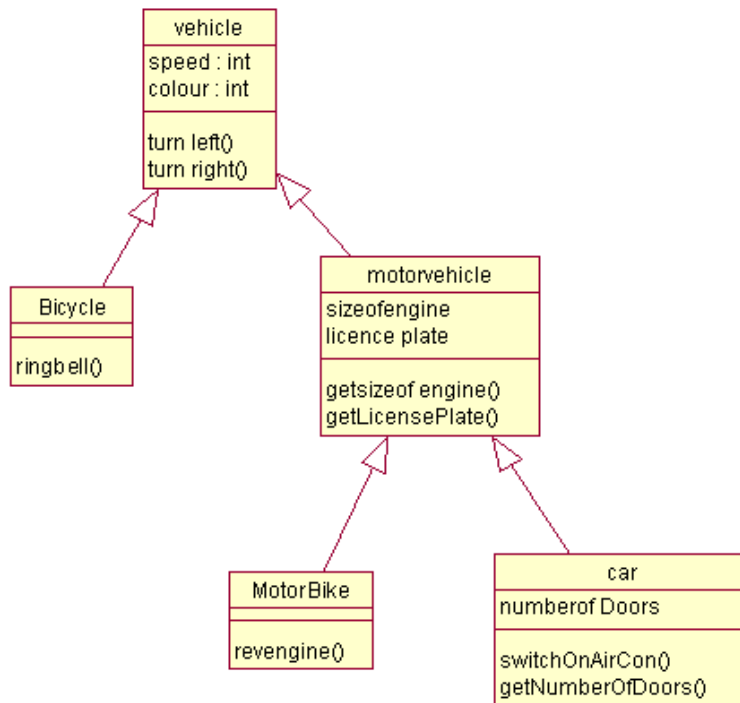 vehicle
speed : int
colour : int
turn left()
turn right()
Bicycle
ringbell()
motorvehicle
sizeofengine
licence plate
getsizeof engine()
getLicensePlate()
MotorBike
revengine()
car
numberof Doors
switchOnAirCon()
getNumberOfDoors()